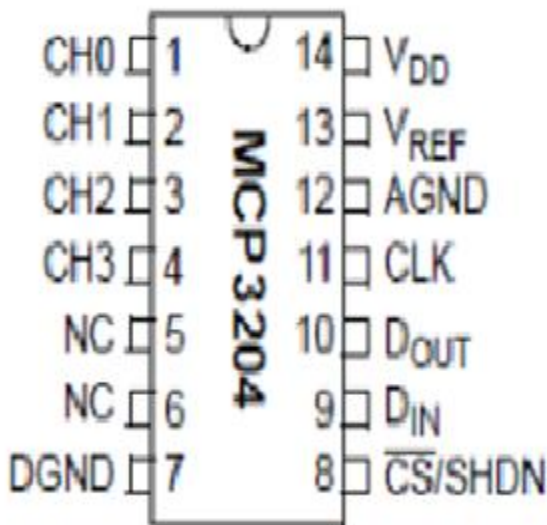 CH0 1 14 VDD
CH1 2 13 VREF
CH2 3 12 AGND
CH3 4 11 CLK
NC 5 10 DOUT
NC 6 9 DIN
DGND 7 8 C̅S̅/SHDN
MCP3204